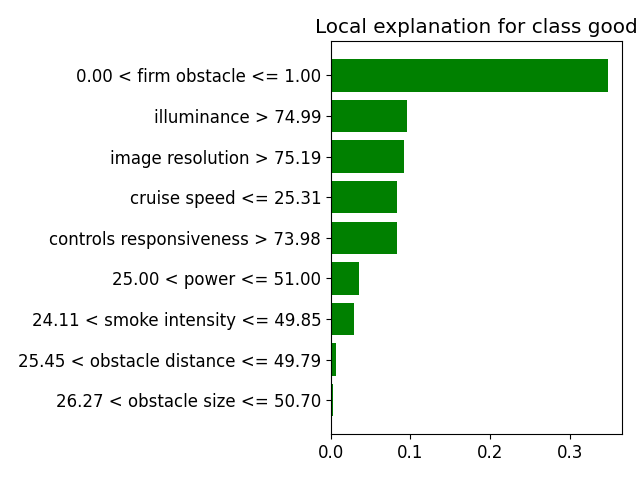 Local explanation for class good
0.00 < firm obstacle <= 1.00
illuminance > 74.99
image resolution > 75.19
cruise speed <= 25.31
controls responsiveness > 73.98
25.00 < power <= 51.00
24.11 < smoke intensity <= 49.85
25.45 < obstacle distance <= 49.79
26.27 < obstacle size <= 50.70
0.0 0.1 0.2 0.3